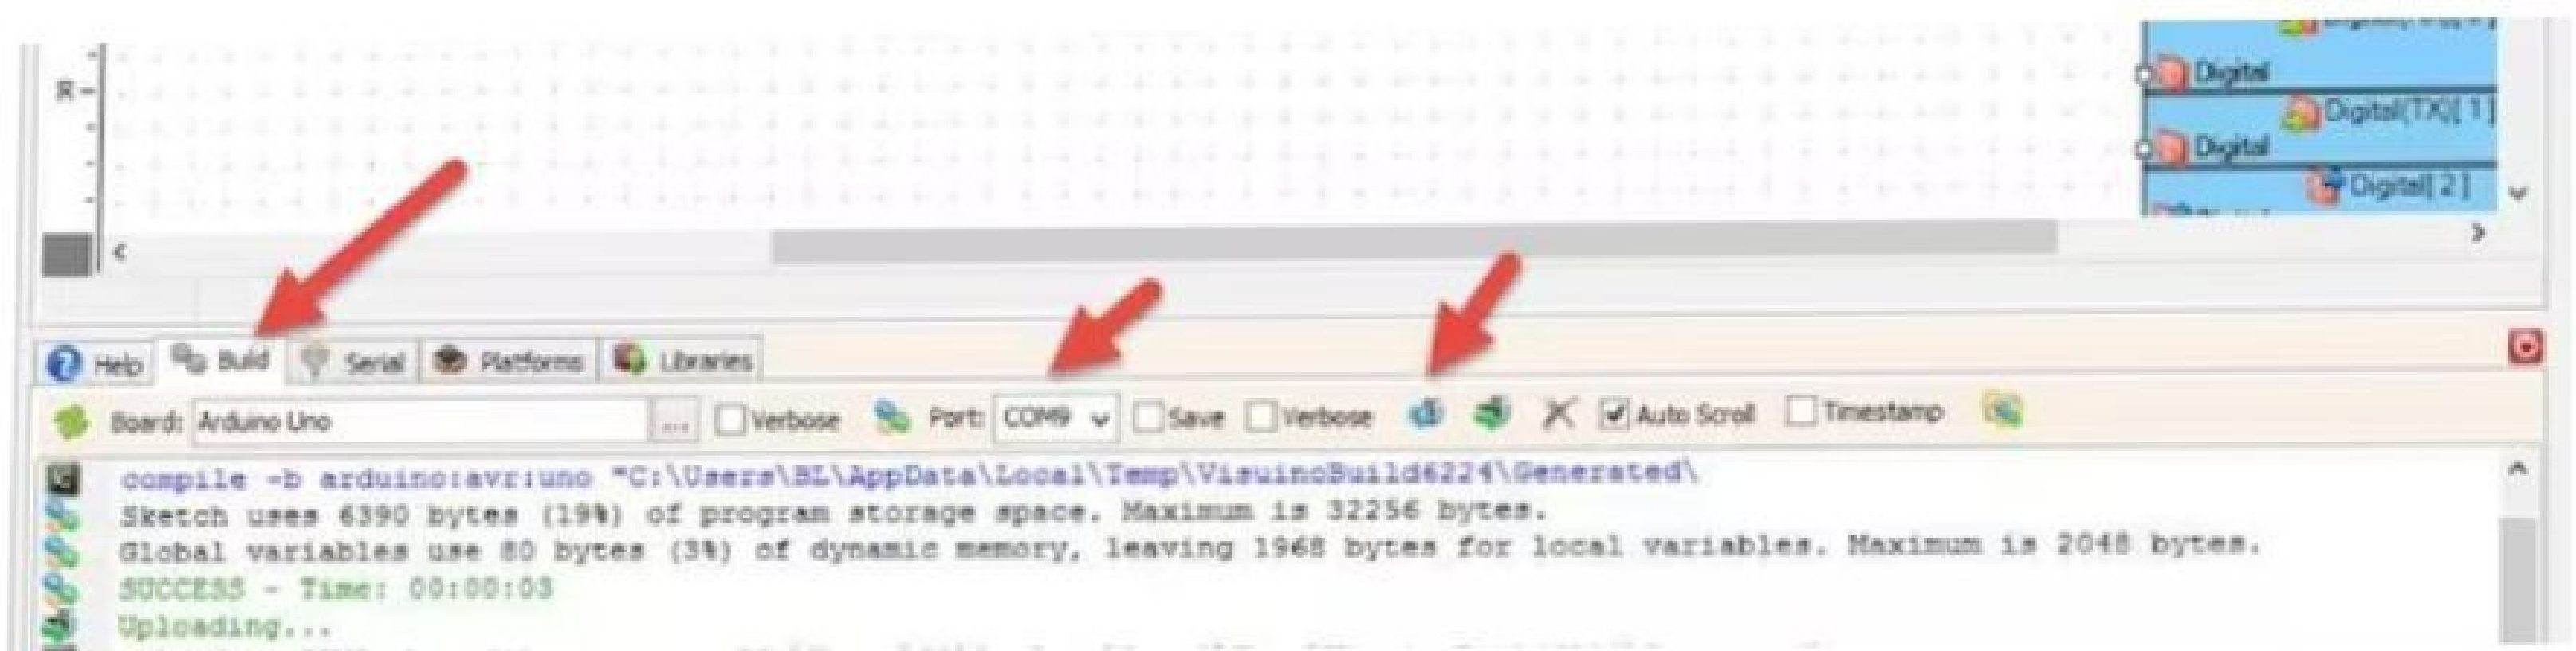 30
Digital
Digital(TX)[ 1 ]
Digital
Digital[ 2 ]
Help Build Serial Platforms Libraries
Board: Arduino Uno ... Verbose Port: COM9 Save Verbose Auto Scroll Timestamp
compile -b arduino:avr:uno "C:\Users\BL\AppData\Local\Temp\VisuinoBuild6224\Generated\
Sketch uses 6390 bytes (19%) of program storage space. Maximum is 32256 bytes.
Global variables use 80 bytes (3%) of dynamic memory, leaving 1968 bytes for local variables. Maximum is 2048 bytes.
SUCCESS - Time: 00:00:03
Uploading...